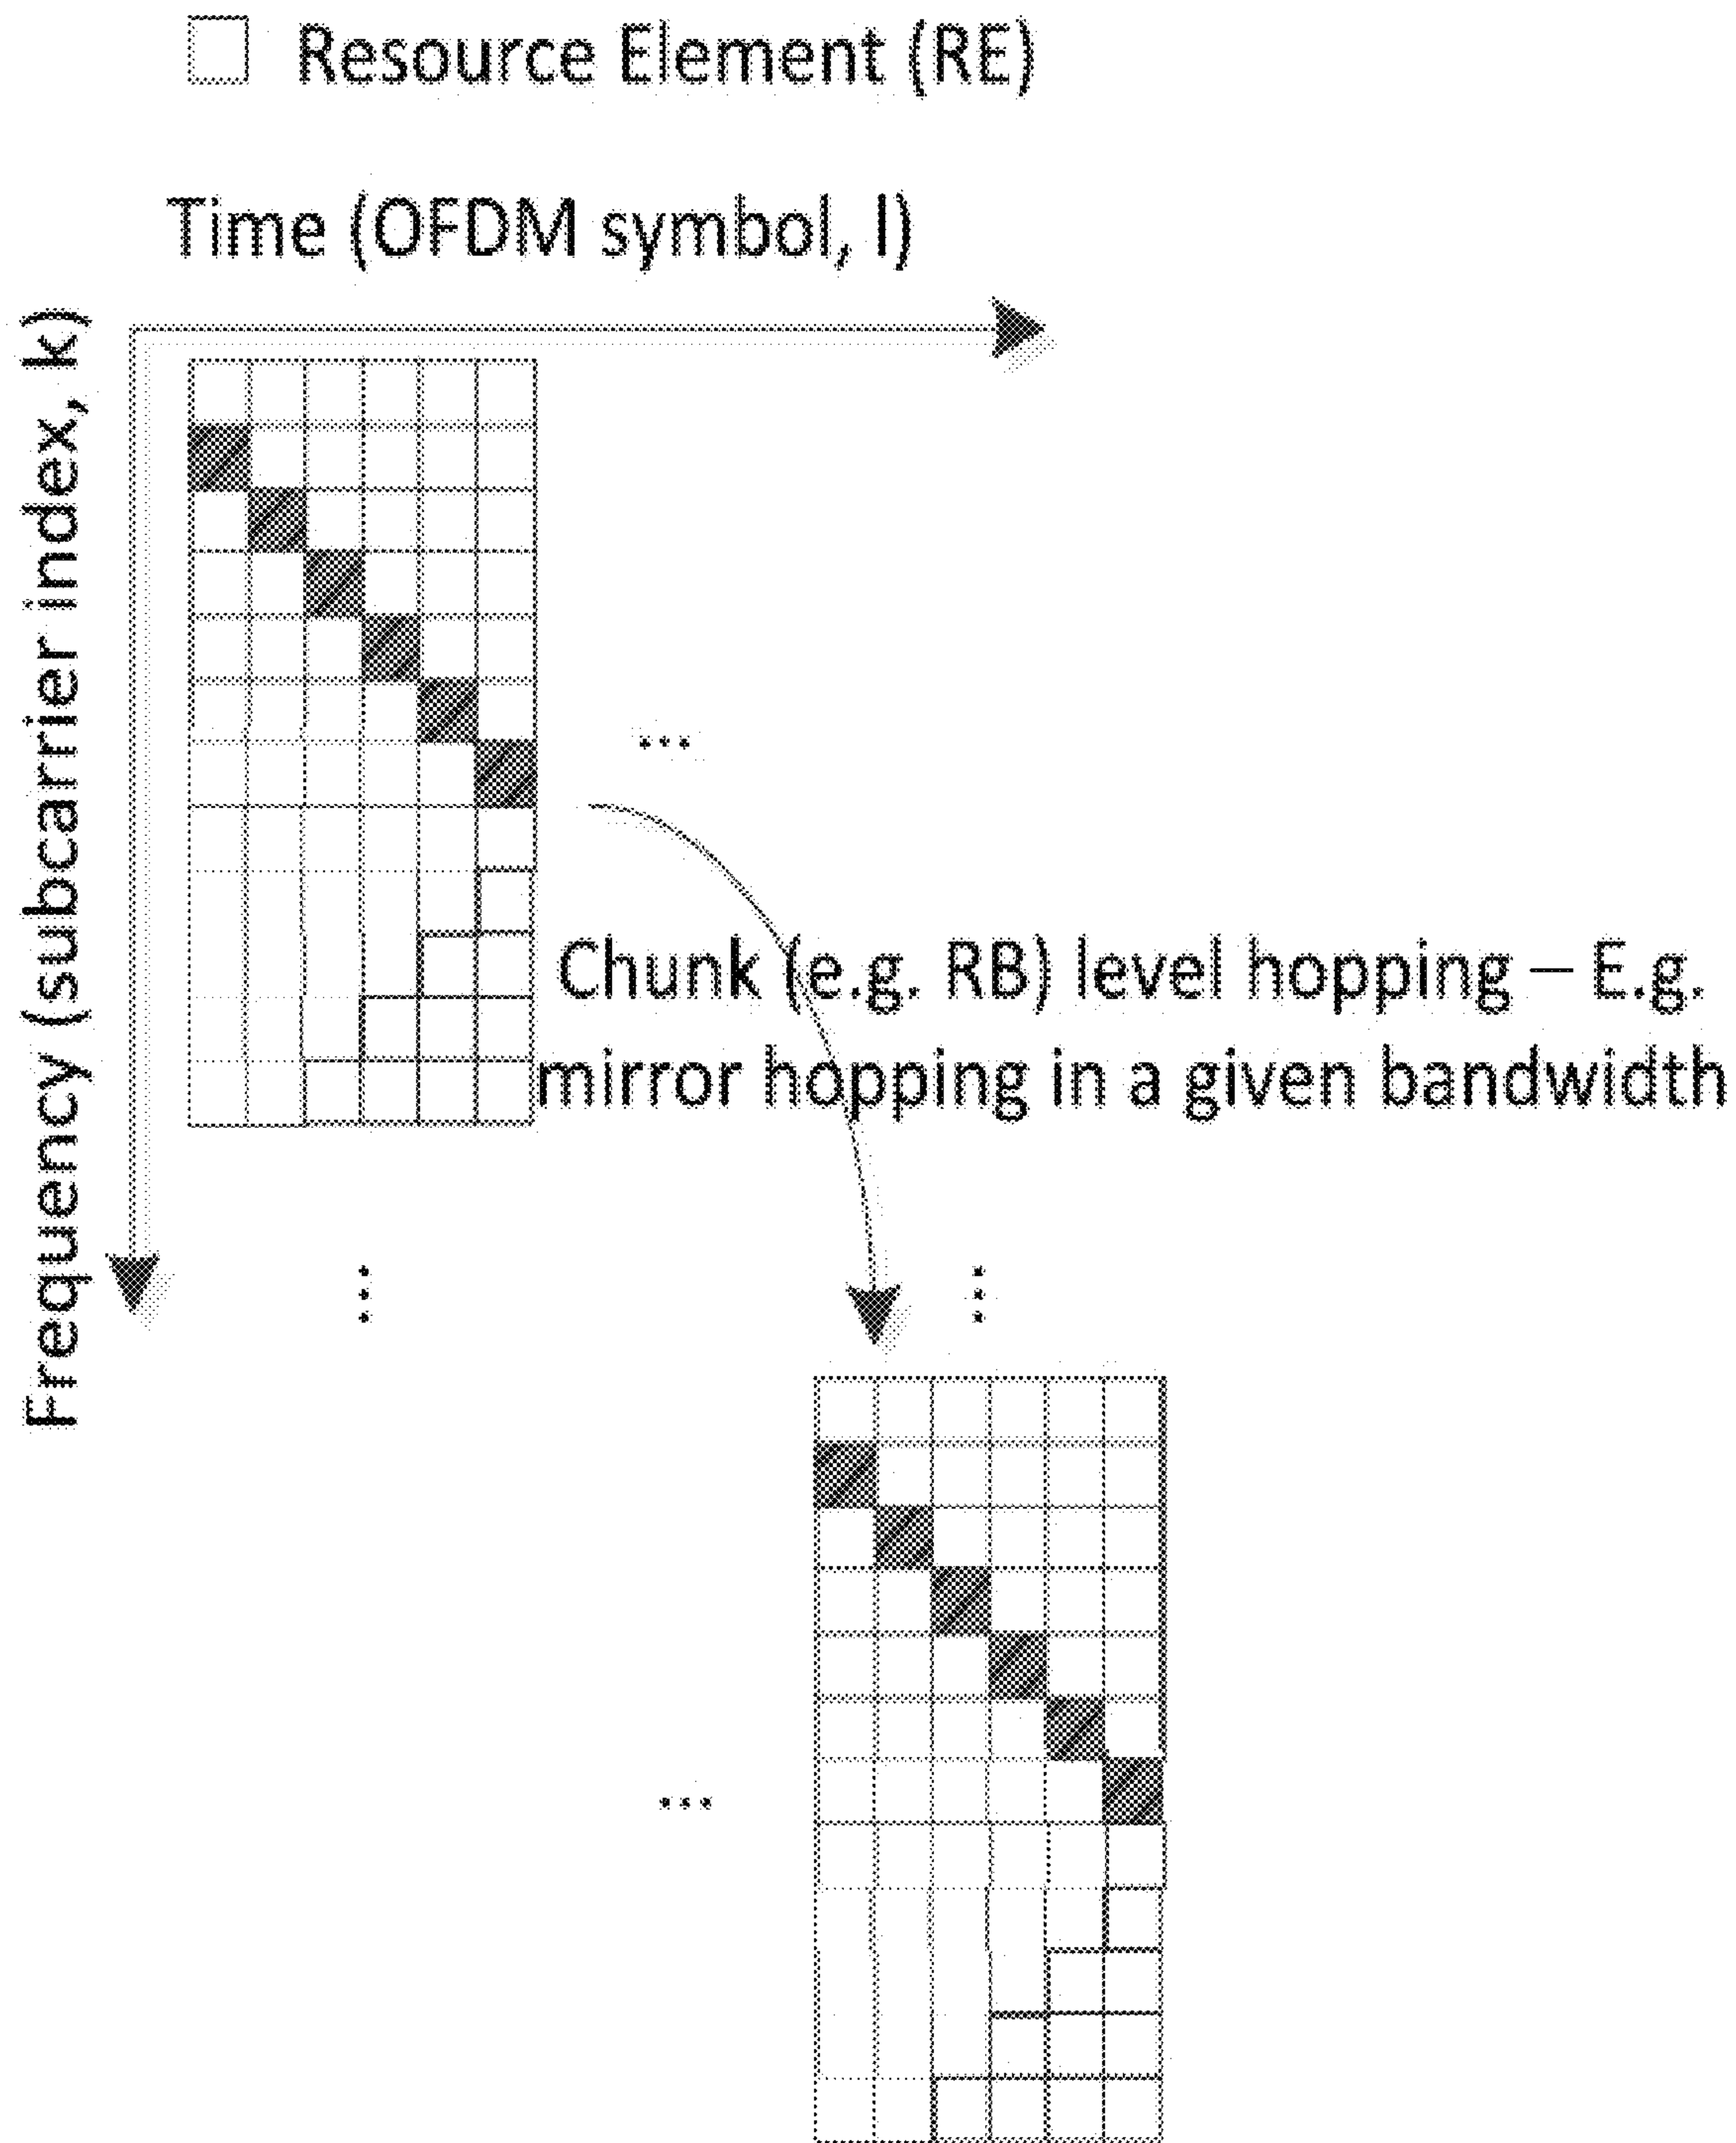 Resource Element (RE)
Time (OFDM symbol, l)
Frequency (subcarrier index, k)
...
Chunk (e.g. RB) level hopping – E.g.
mirror hopping in a given bandwidth
...